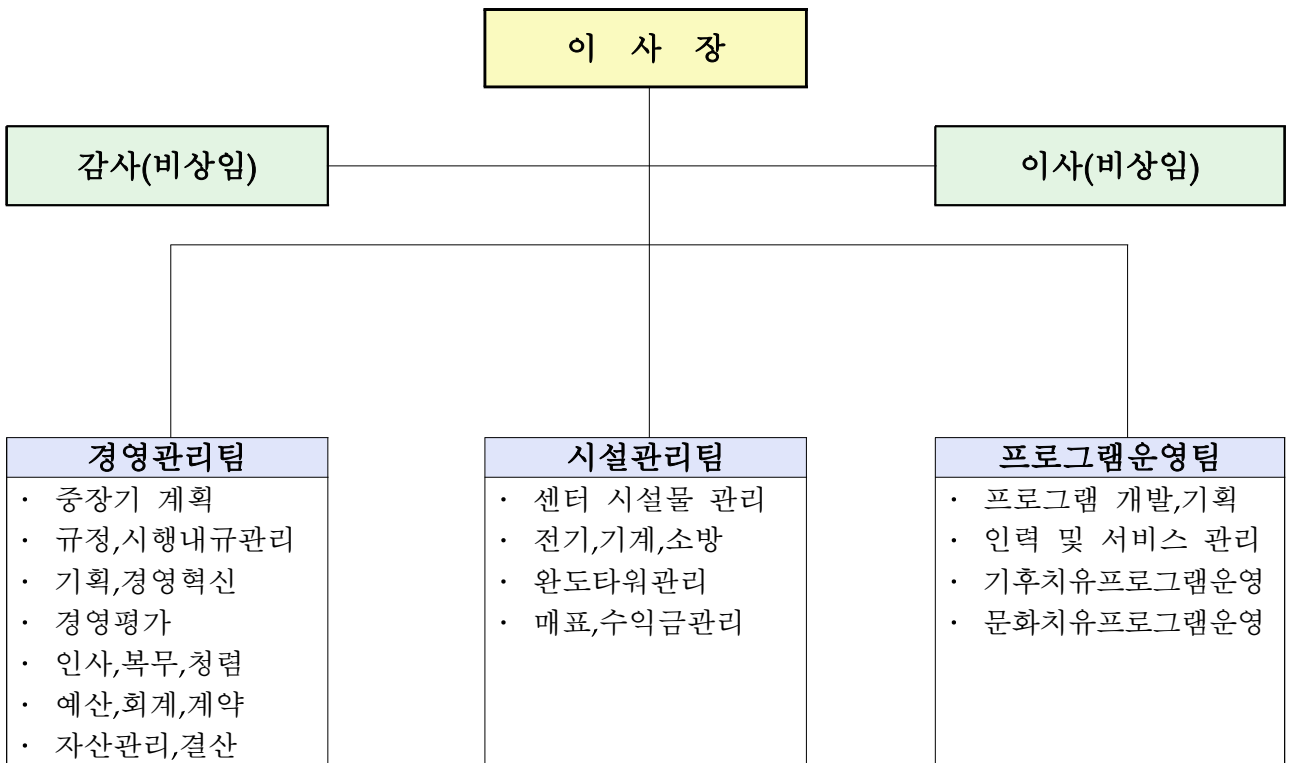 이 사 장
감사(비상임)
이사(비상임)
경영관리팀
· 중장기 계획
· 규정,시행내규관리
· 기획,경영혁신
· 경영평가
· 인사,복무,청렴
· 예산,회계,계약
· 자산관리,결산
시설관리팀
· 센터 시설물 관리
· 전기,기계,소방
· 완도타워관리
· 매표,수익금관리
프로그램운영팀
· 프로그램 개발,기획
· 인력 및 서비스 관리
· 기후치유프로그램운영
· 문화치유프로그램운영